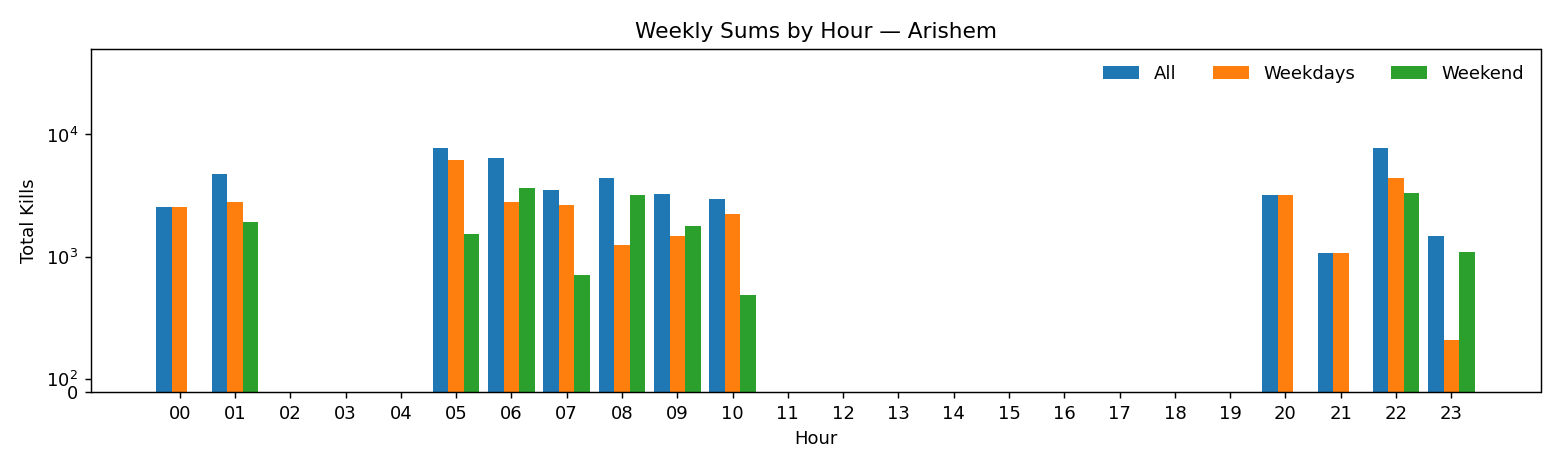 Weekly Sums by Hour — Arishem
All Weekdays Weekend
Total Kills
10⁴
10³
10²
0
00 01 02 03 04 05 06 07 08 09 10 11 12 13 14 15 16 17 18 19 20 21 22 23
Hour